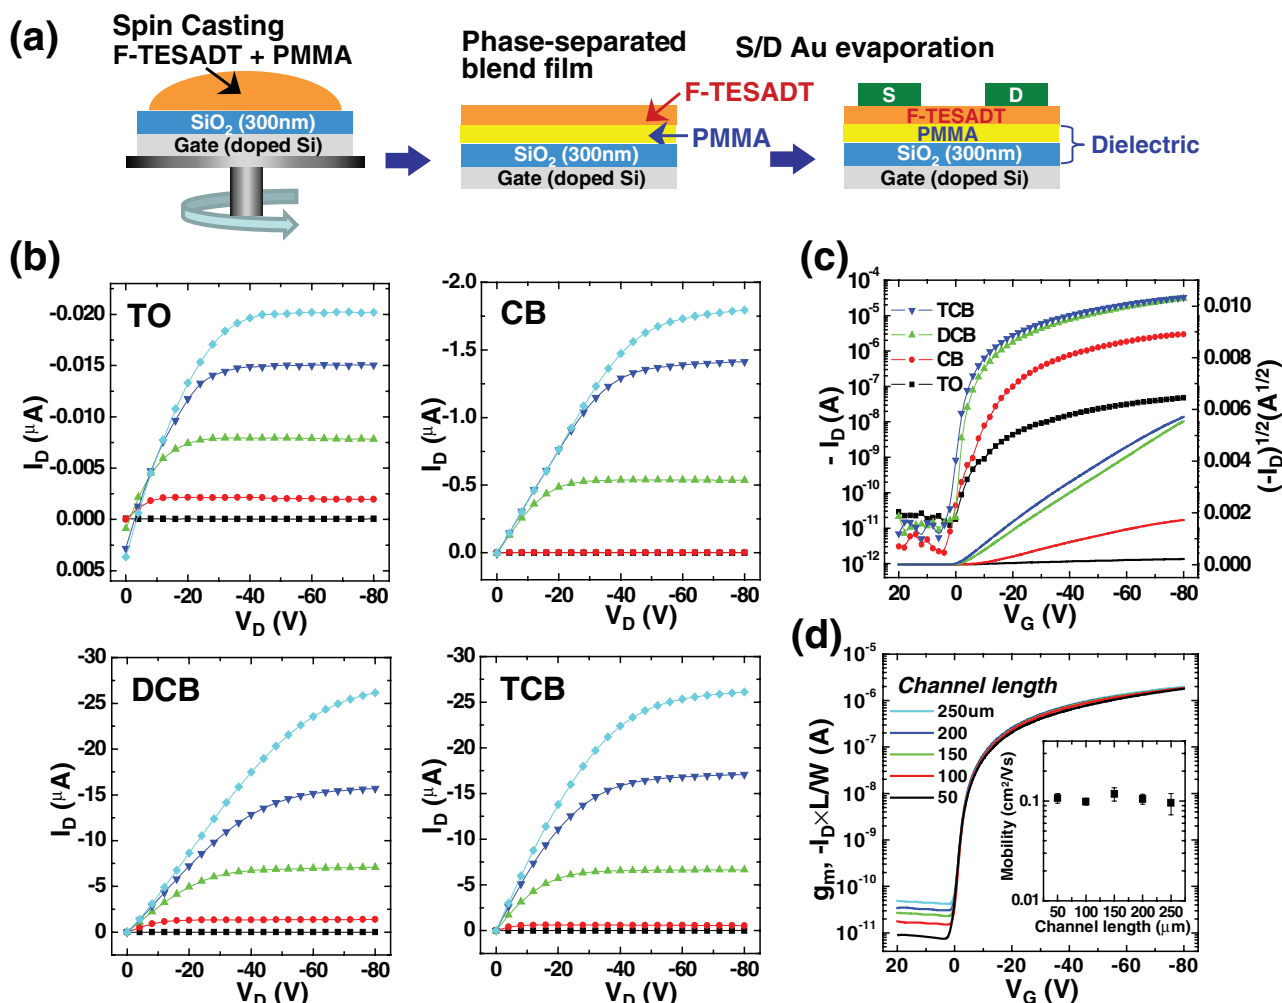 (a)
Spin Casting
F-TESADT + PMMA
SiO2 (300nm)
Gate (doped Si)
Phase-separated
blend film
F-TESADT
PMMA
SiO2 (300nm)
Gate (doped Si)
S/D Au evaporation
S D
F-TESADT
PMMA
SiO2 (300nm)
Gate (doped Si)
Dielectric
(b)
TO
-0.020
-0.015
-0.010
-0.005
0.000
0.005
ID (μA)
0 -20 -40 -60 -80
VD (V)
CB
-2.0
-1.5
-1.0
-0.5
0.0
ID (μA)
0 -20 -40 -60 -80
VD (V)
DCB
-30
-25
-20
-15
-10
-5
0
ID (μA)
0 -20 -40 -60 -80
VD (V)
TCB
-30
-25
-20
-15
-10
-5
0
ID (μA)
0 -20 -40 -60 -80
VD (V)
(c)
TCB
DCB
CB
TO
10-4
10-5
10-6
10-7
10-8
10-9
10-10
10-11
10-12
- ID (A)
0.010
0.008
0.006
0.004
0.002
0.000
(-ID)1/2(A1/2)
20 0 -20 -40 -60 -80
VG (V)
(d)
Channel length
250um
200
150
100
50
10-5
10-6
10-7
10-8
10-9
10-10
10-11
gm, -ID×L/W (A)
20 0 -20 -40 -60 -80
VG (V)
Mobility (cm2/Vs)
0.1
0.01
50 100 150 200 250
Channel length (μm)